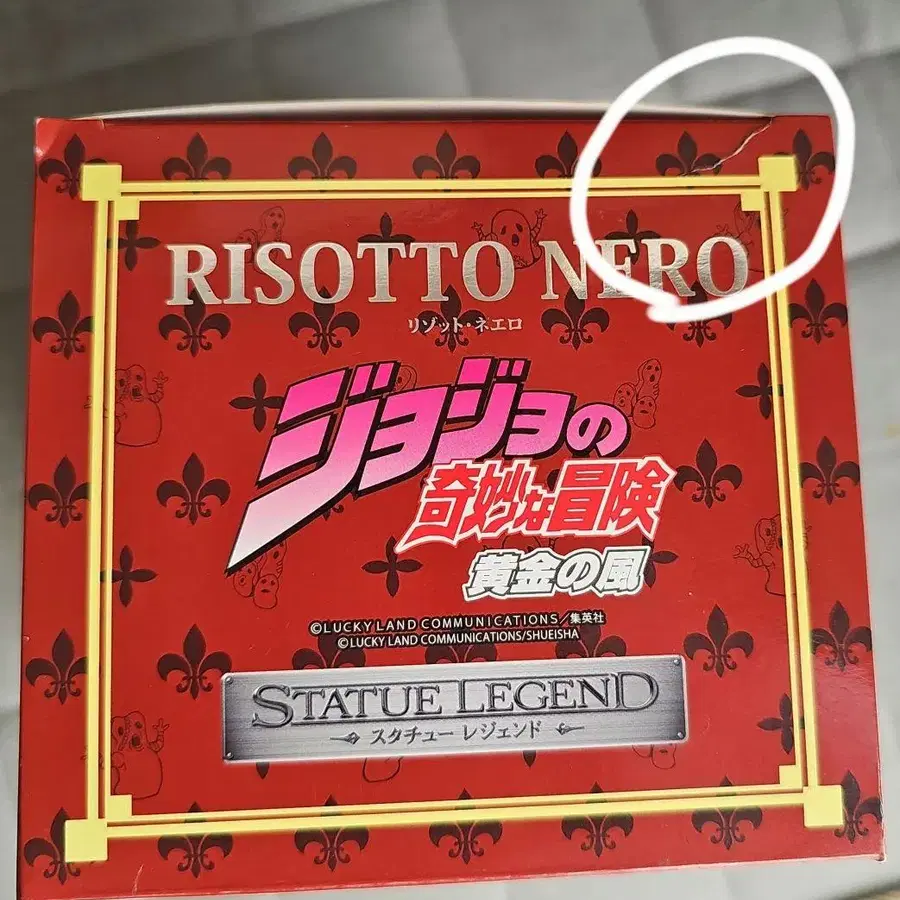 RISOTTO NERO
リゾット・ネエロ
ジョジョの
奇妙な冒険
黄金の風
©LUCKY LAND COMMUNICATIONS／集英社
©LUCKY LAND COMMUNICATIONS/SHUEISHA
STATUE LEGEND
スタチュー レジェンド